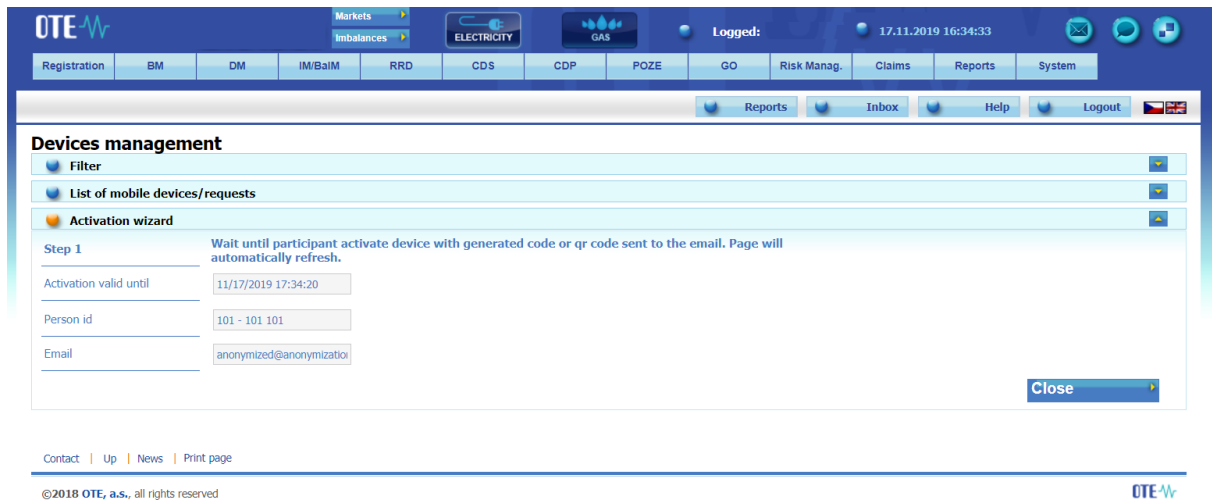 OTE
Markets
Imbalances
ELECTRICITY
GAS
Logged:
17.11.2019 16:34:33
Registration BM DM IM/BalM RRD CDS CDP POZE GO Risk Manag. Claims Reports System
Reports Inbox Help Logout
Devices management
Filter
List of mobile devices/requests
Activation wizard
Step 1
Wait until participant activate device with generated code or qr code sent to the email. Page will
automatically refresh.
Activation valid until 11/17/2019 17:34:20
Person id 101 - 101 101
Email anonymized@anonymization
Close
Contact | Up | News | Print page
©2018 OTE, a.s., all rights reserved
OTE